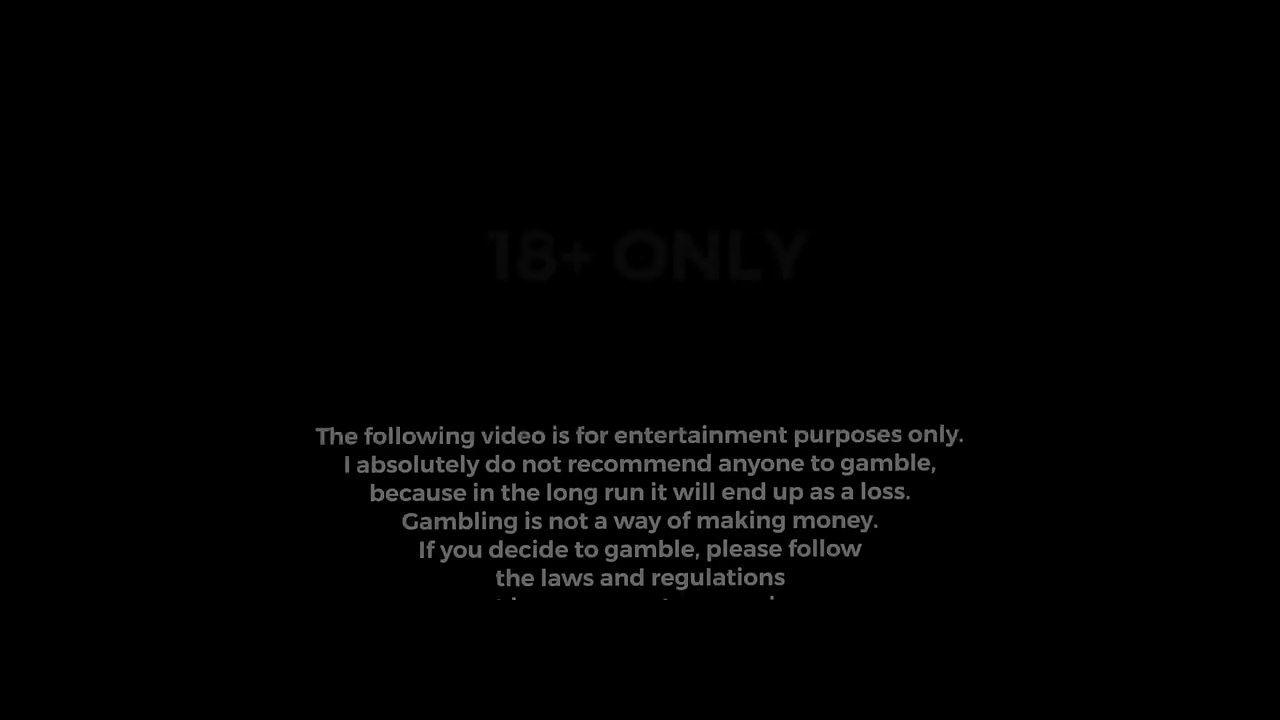 18+ ONLY
The following video is for entertainment purposes only.
I absolutely do not recommend anyone to gamble,
because in the long run it will end up as a loss.
Gambling is not a way of making money.
If you decide to gamble, please follow
the laws and regulations